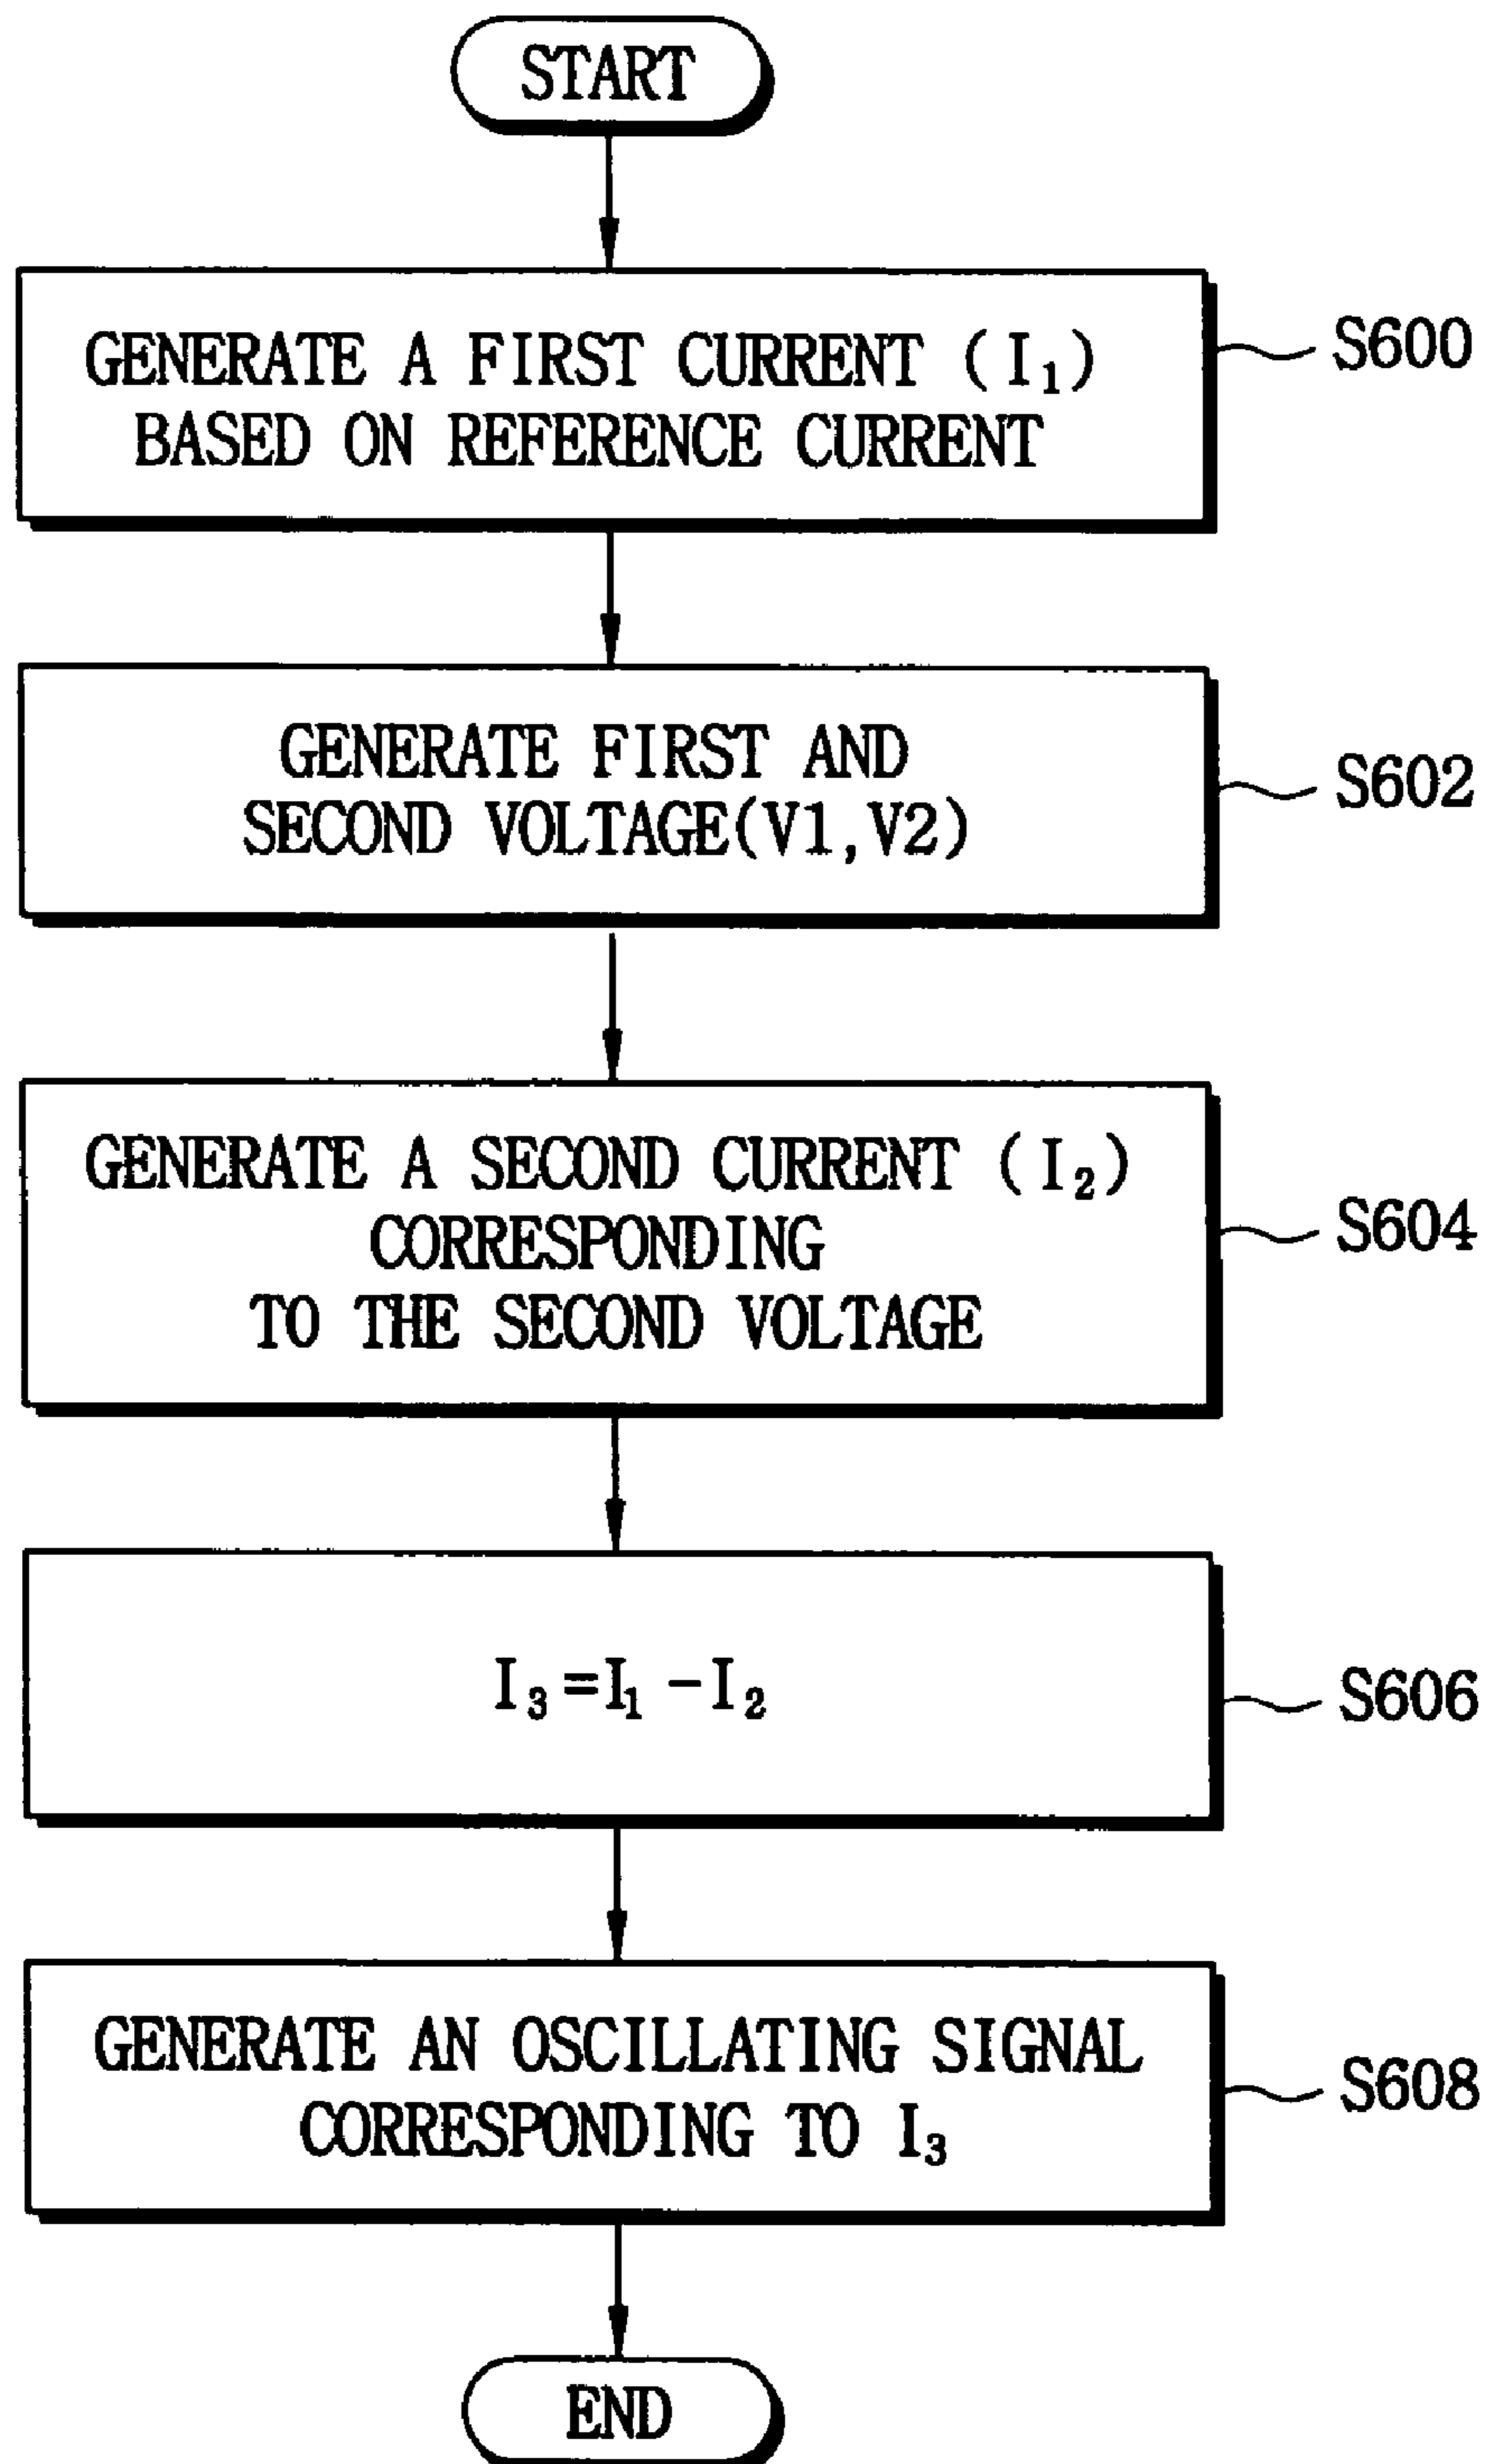 START
GENERATE A FIRST CURRENT (I₁)
BASED ON REFERENCE CURRENT
S600
GENERATE FIRST AND
SECOND VOLTAGE(V1,V2)
S602
GENERATE A SECOND CURRENT (I₂)
CORRESPONDING
TO THE SECOND VOLTAGE
S604
I₃=I₁-I₂
S606
GENERATE AN OSCILLATING SIGNAL
CORRESPONDING TO I₃
S608
END